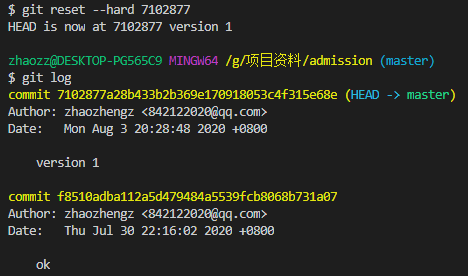 $ git reset --hard 7102877
HEAD is now at 7102877 version 1
zhaozz@DESKTOP-PG565C9 MINGW64 /g/项目资料/admission (master)
$ git log
commit 7102877a28b433b2b369e170918053c4f315e68e (HEAD -> master)
Author: zhaozhengz <842122020@qq.com>
Date:   Mon Aug 3 20:28:48 2020 +0800
version 1
commit f8510adba112a5d479484a5539fcb8068b731a07
Author: zhaozhengz <842122020@qq.com>
Date:   Thu Jul 30 22:16:02 2020 +0800
ok